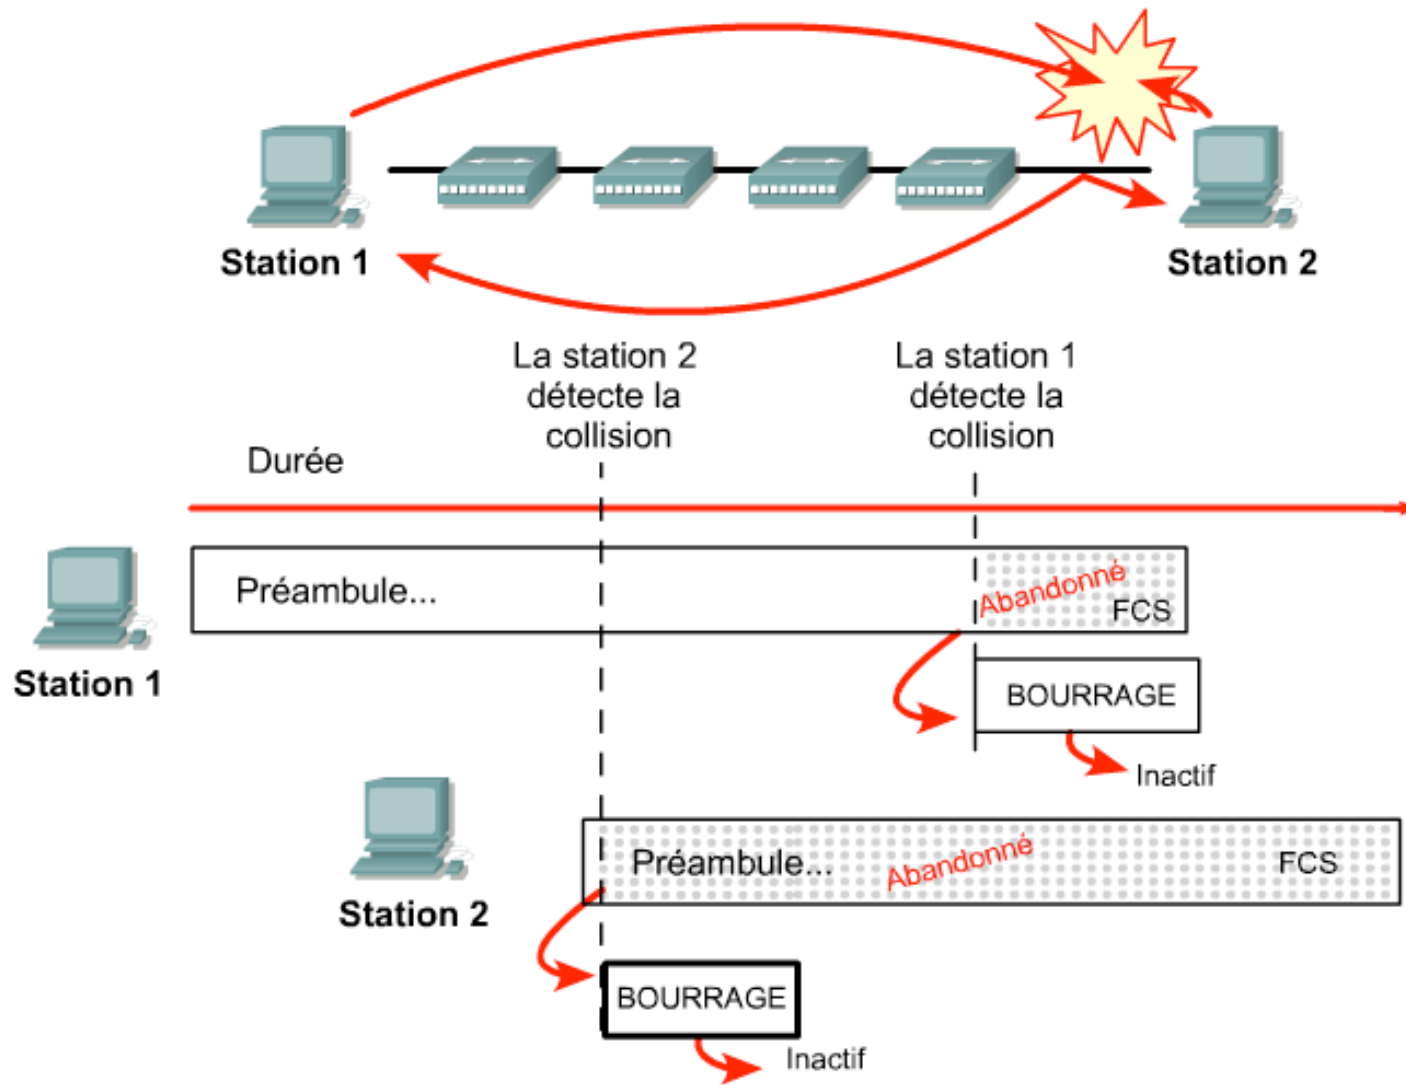 Station 1
Station 2
La station 2
détecte la
collision
La station 1
détecte la
collision
Durée
Préambule...
Abandonné
FCS
Station 1
BOURRAGE
Inactif
Préambule...
Abandonné
FCS
Station 2
BOURRAGE
Inactif